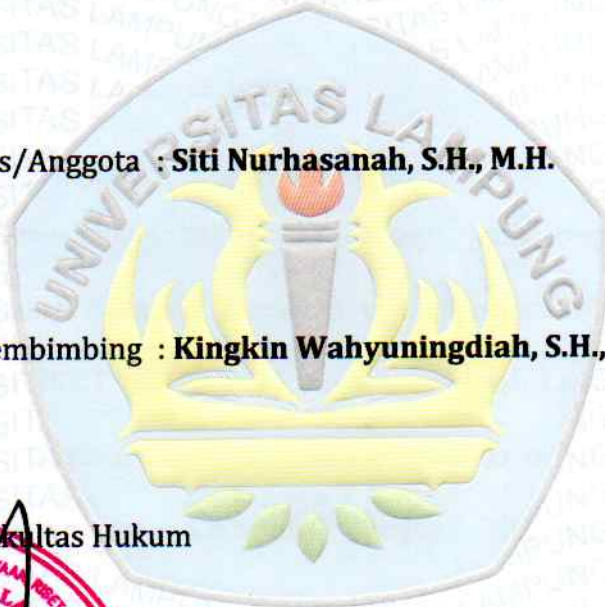 UNIVERSITAS LAMPUNG
s/Anggota : Siti Nurhasanah, S.H., M.H.
embimbing : Kingkin Wahyuningdiah, S.H.,
kultas Hukum